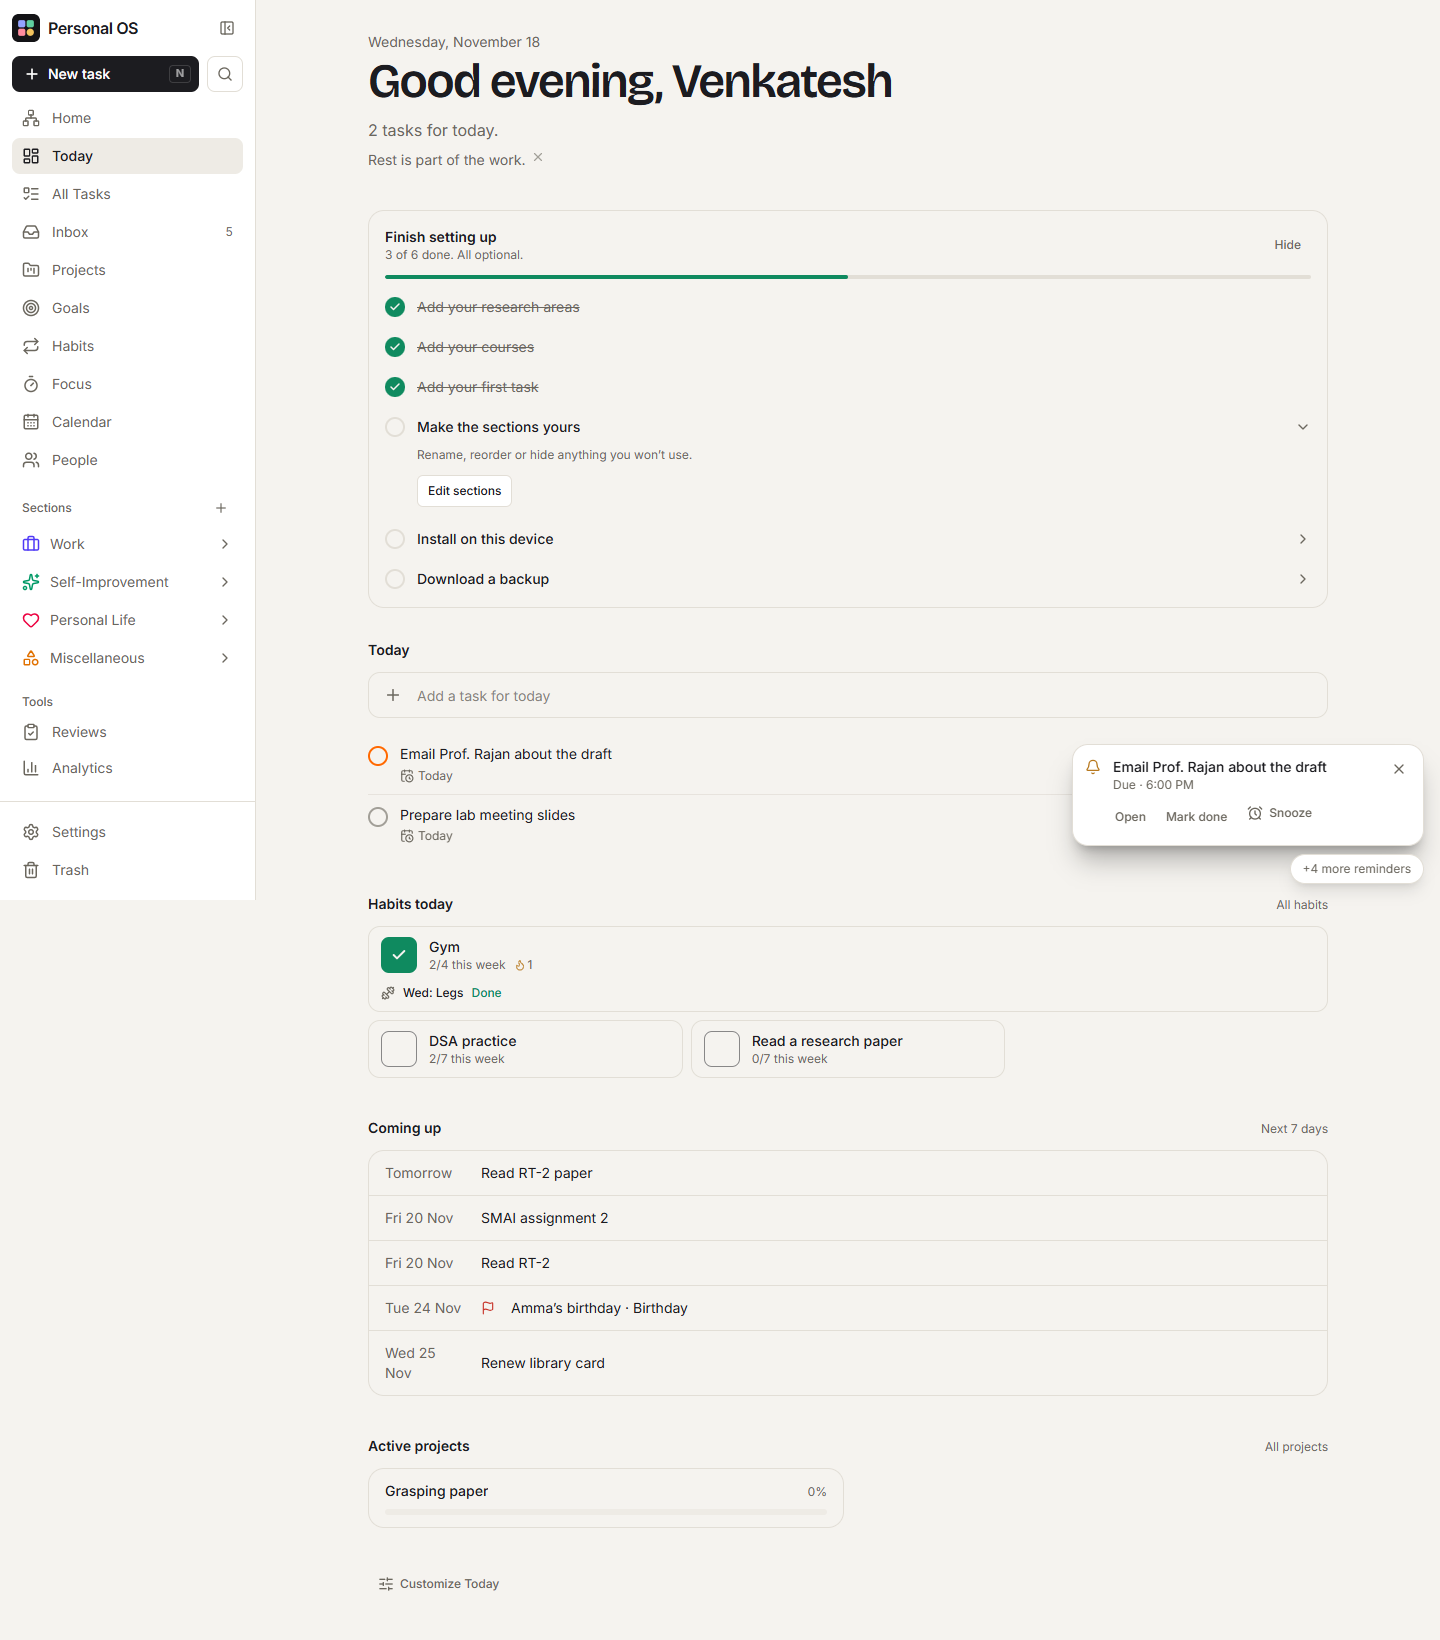 Personal OS
New task N
Home
Today
All Tasks
Inbox 5
Projects
Goals
Habits
Focus
Calendar
People
Sections
Work
Self-Improvement
Personal Life
Miscellaneous
Tools
Reviews
Analytics
Settings
Trash
Wednesday, November 18
Good evening, Venkatesh
2 tasks for today.
Rest is part of the work.
Finish setting up
3 of 6 done. All optional.
Hide
Add your research areas
Add your courses
Add your first task
Make the sections yours
Rename, reorder or hide anything you won't use.
Edit sections
Install on this device
Download a backup
Today
Add a task for today
Email Prof. Rajan about the draft
Today
Prepare lab meeting slides
Today
Email Prof. Rajan about the draft
Due · 6:00 PM
Open Mark done Snooze
+4 more reminders
Habits today All habits
Gym
2/4 this week 1
Wed: Legs Done
DSA practice
2/7 this week
Read a research paper
0/7 this week
Coming up Next 7 days
Tomorrow Read RT-2 paper
Fri 20 Nov SMAI assignment 2
Fri 20 Nov Read RT-2
Tue 24 Nov Amma’s birthday · Birthday
Wed 25
Nov
Renew library card
Active projects All projects
Grasping paper 0%
Customize Today